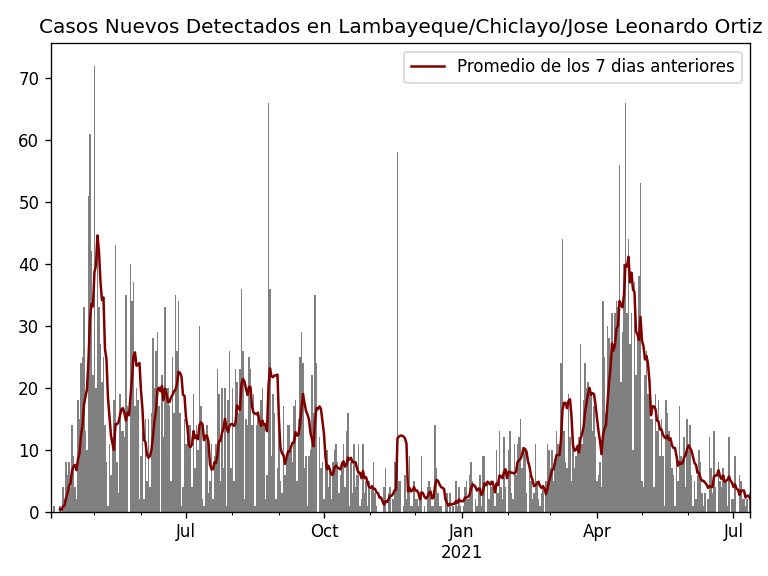 Casos Nuevos Detectados en Lambayeque/Chiclayo/Jose Leonardo Ortiz
Promedio de los 7 dias anteriores
70
60
50
40
30
20
10
0
Jul
Oct
Jan
2021
Apr
Jul